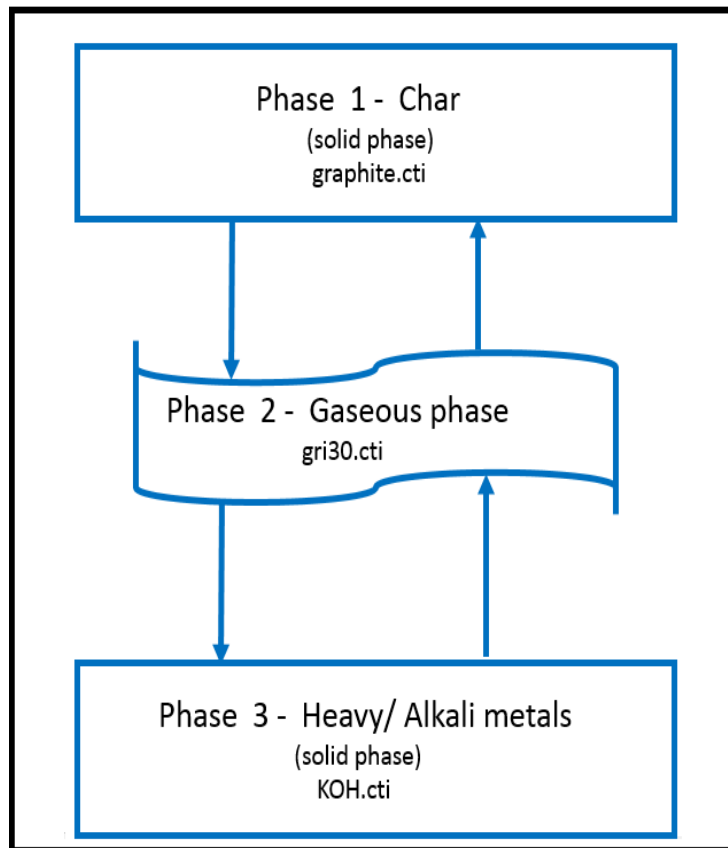 Phase 1 - Char
(solid phase)
graphite.cti
Phase 2 - Gaseous phase
gri30.cti
Phase 3 - Heavy/ Alkali metals
(solid phase)
KOH.cti